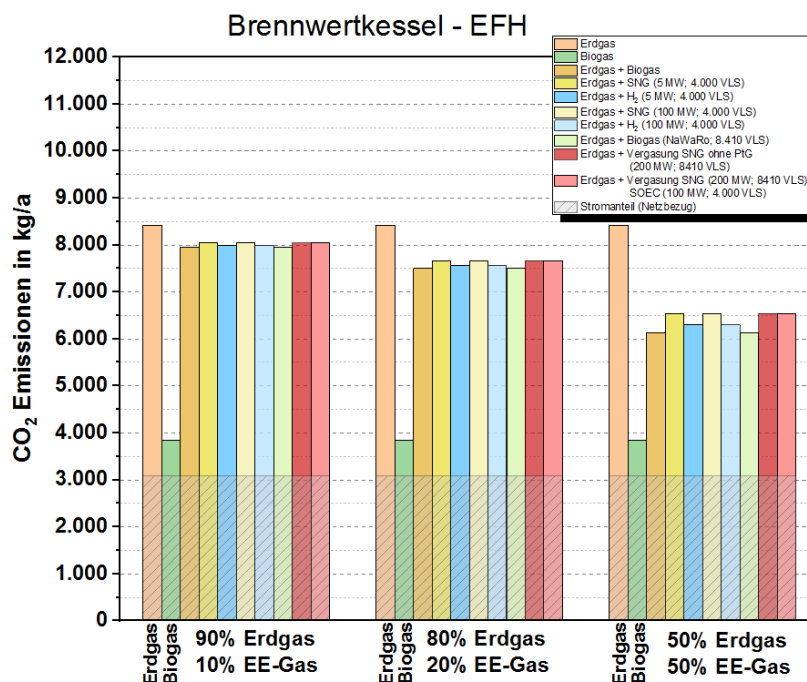 Brennwertkessel - EFH
Erdgas
Biogas
Erdgas + Biogas
Erdgas + SNG (5 MW; 4.000 VLS)
Erdgas + H₂ (5 MW; 4.000 VLS)
Erdgas + SNG (100 MW; 4.000 VLS)
Erdgas + H₂ (100 MW; 4.000 VLS)
Erdgas + Biogas (NaWaRo; 8.410 VLS)
Erdgas + Vergasung SNG ohne PtG
(200 MW; 8410 VLS)
Erdgas + Vergasung SNG (200 MW; 8410 VLS)
SOEC (100 MW; 4.000 VLS)
Stromanteil (Netzbezug)
CO₂ Emissionen in kg/a
12.000
11.000
10.000
9.000
8.000
7.000
6.000
5.000
4.000
3.000
2.000
1.000
0
Erdgas
Biogas
90% Erdgas
10% EE-Gas
Erdgas
Biogas
80% Erdgas
20% EE-Gas
Erdgas
Biogas
50% Erdgas
50% EE-Gas